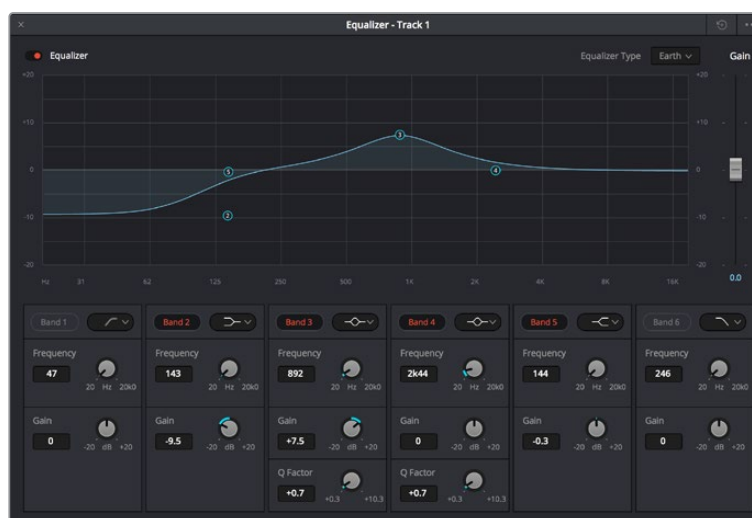 Equalizer - Track 1
Equalizer
Equalizer Type Earth Gain
+20 +20
+10 +10
0 0
-10 -10
-20 -20
Hz 31 62 125 250 500 1K 2K 4K 8K 16K
0.0
3
5
4
2
Band 1 Band 2 Band 3 Band 4 Band 5 Band 6
Frequency Frequency Frequency Frequency Frequency Frequency
47 143 892 2k44 144 246
20 Hz 20k0 20 Hz 20k0 20 Hz 20k0 20 Hz 20k0 20 Hz 20k0 20 Hz 20k0
Gain Gain Gain Gain Gain Gain
0 -9.5 +7.5 0 -0.3 0
-20 dB +20 -20 dB +20 -20 dB +20 -20 dB +20 -20 dB +20 -20 dB +20
Q Factor Q Factor
+0.7 +0.7
+0.3 +10.3 +0.3 +10.3